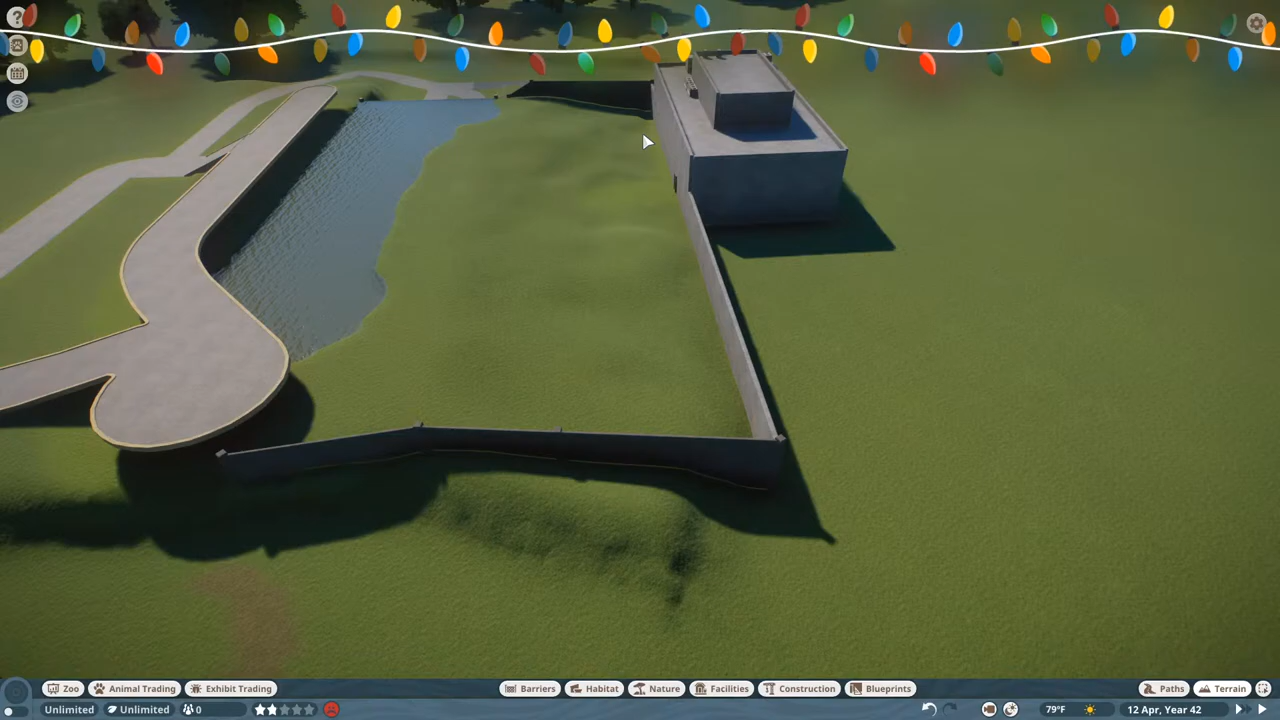 ?
Zoo Animal Trading Exhibit Trading Barriers Habitat Nature Facilities Construction Blueprints Paths Terrain
Unlimited Unlimited 0 79°F 12 Apr, Year 42